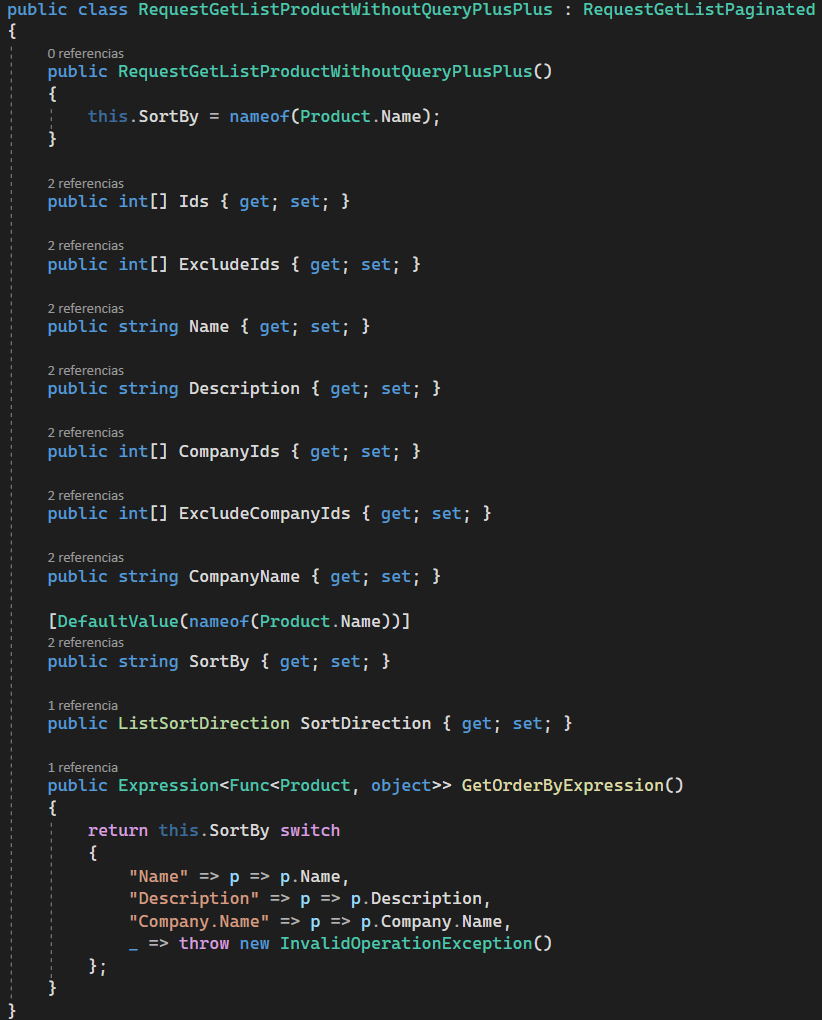 public class RequestGetListProductWithoutQueryPlusPlus : RequestGetListPaginated
{
0 referencias
public RequestGetListProductWithoutQueryPlusPlus()
{
this.SortBy = nameof(Product.Name);
}
2 referencias
public int[] Ids { get; set; }
2 referencias
public int[] ExcludeIds { get; set; }
2 referencias
public string Name { get; set; }
2 referencias
public string Description { get; set; }
2 referencias
public int[] CompanyIds { get; set; }
2 referencias
public int[] ExcludeCompanyIds { get; set; }
2 referencias
public string CompanyName { get; set; }
[DefaultValue(nameof(Product.Name))]
2 referencias
public string SortBy { get; set; }
1 referencia
public ListSortDirection SortDirection { get; set; }
1 referencia
public Expression<Func<Product, object>> GetOrderByExpression()
{
return this.SortBy switch
{
"Name" => p => p.Name,
"Description" => p => p.Description,
"Company.Name" => p => p.Company.Name,
_ => throw new InvalidOperationException()
};
}
}